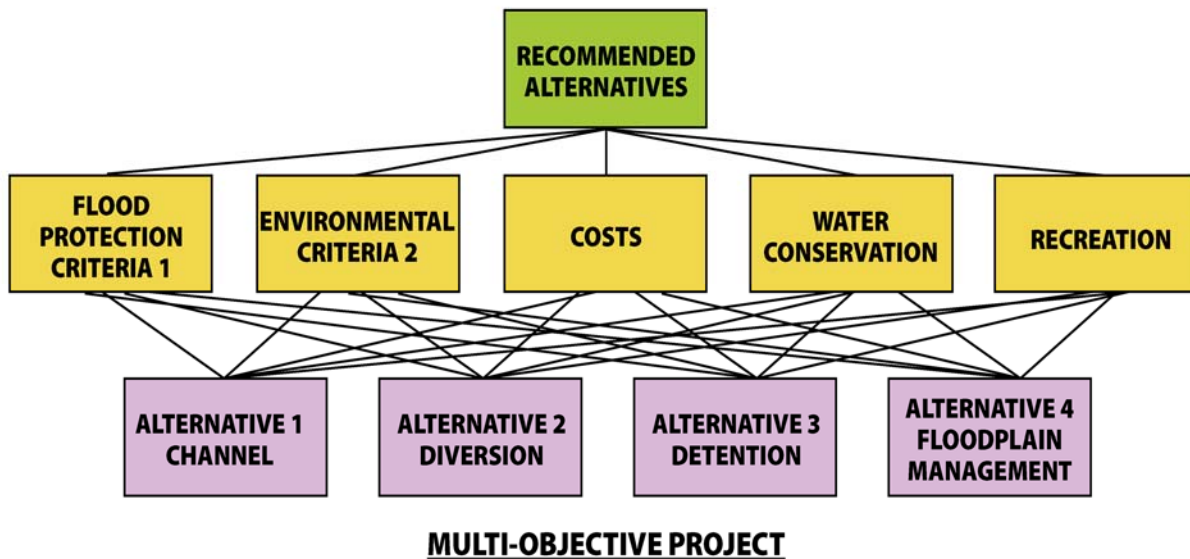 RECOMMENDED
ALTERNATIVES
FLOOD
PROTECTION
CRITERIA 1
ENVIRONMENTAL
CRITERIA 2
COSTS
WATER
CONSERVATION
RECREATION
ALTERNATIVE 1
CHANNEL
ALTERNATIVE 2
DIVERSION
ALTERNATIVE 3
DETENTION
ALTERNATIVE 4
FLOODPLAIN
MANAGEMENT
MULTI-OBJECTIVE PROJECT